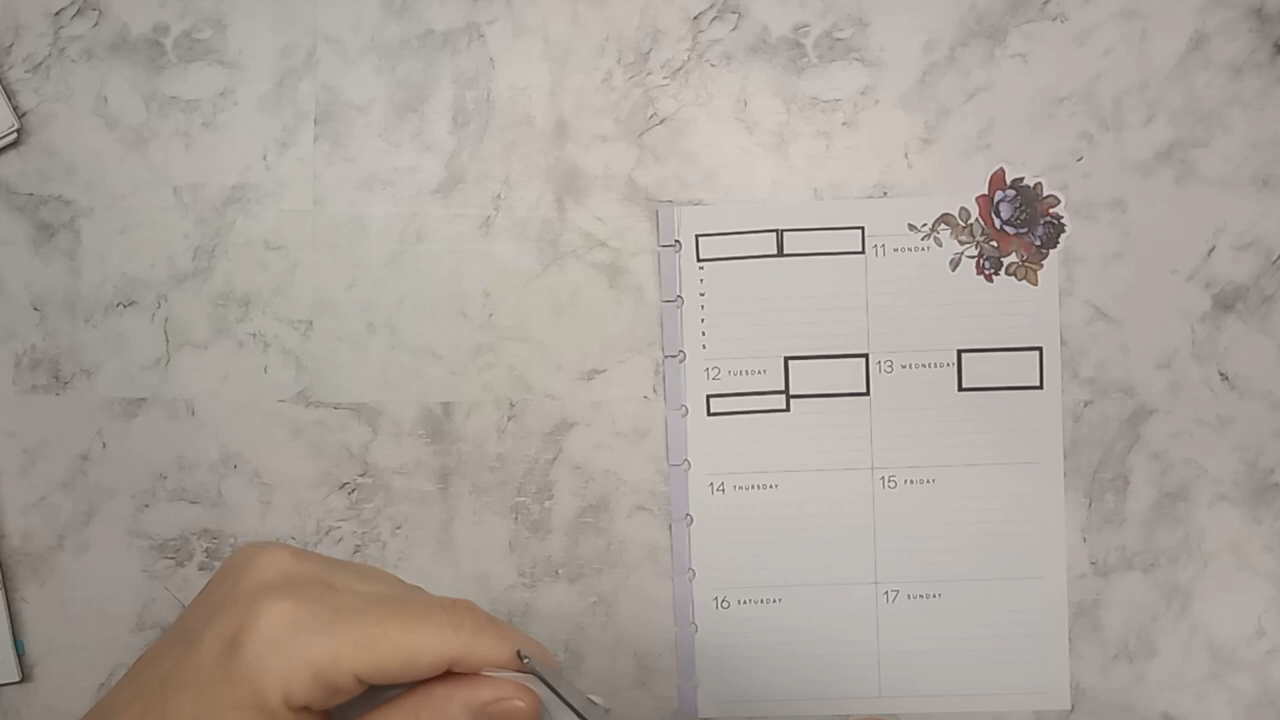 11 MONDAY
M
T
W
T
F
S
S
12 TUESDAY
13 WEDNESDAY
14 THURSDAY
15 FRIDAY
16 SATURDAY
17 SUNDAY